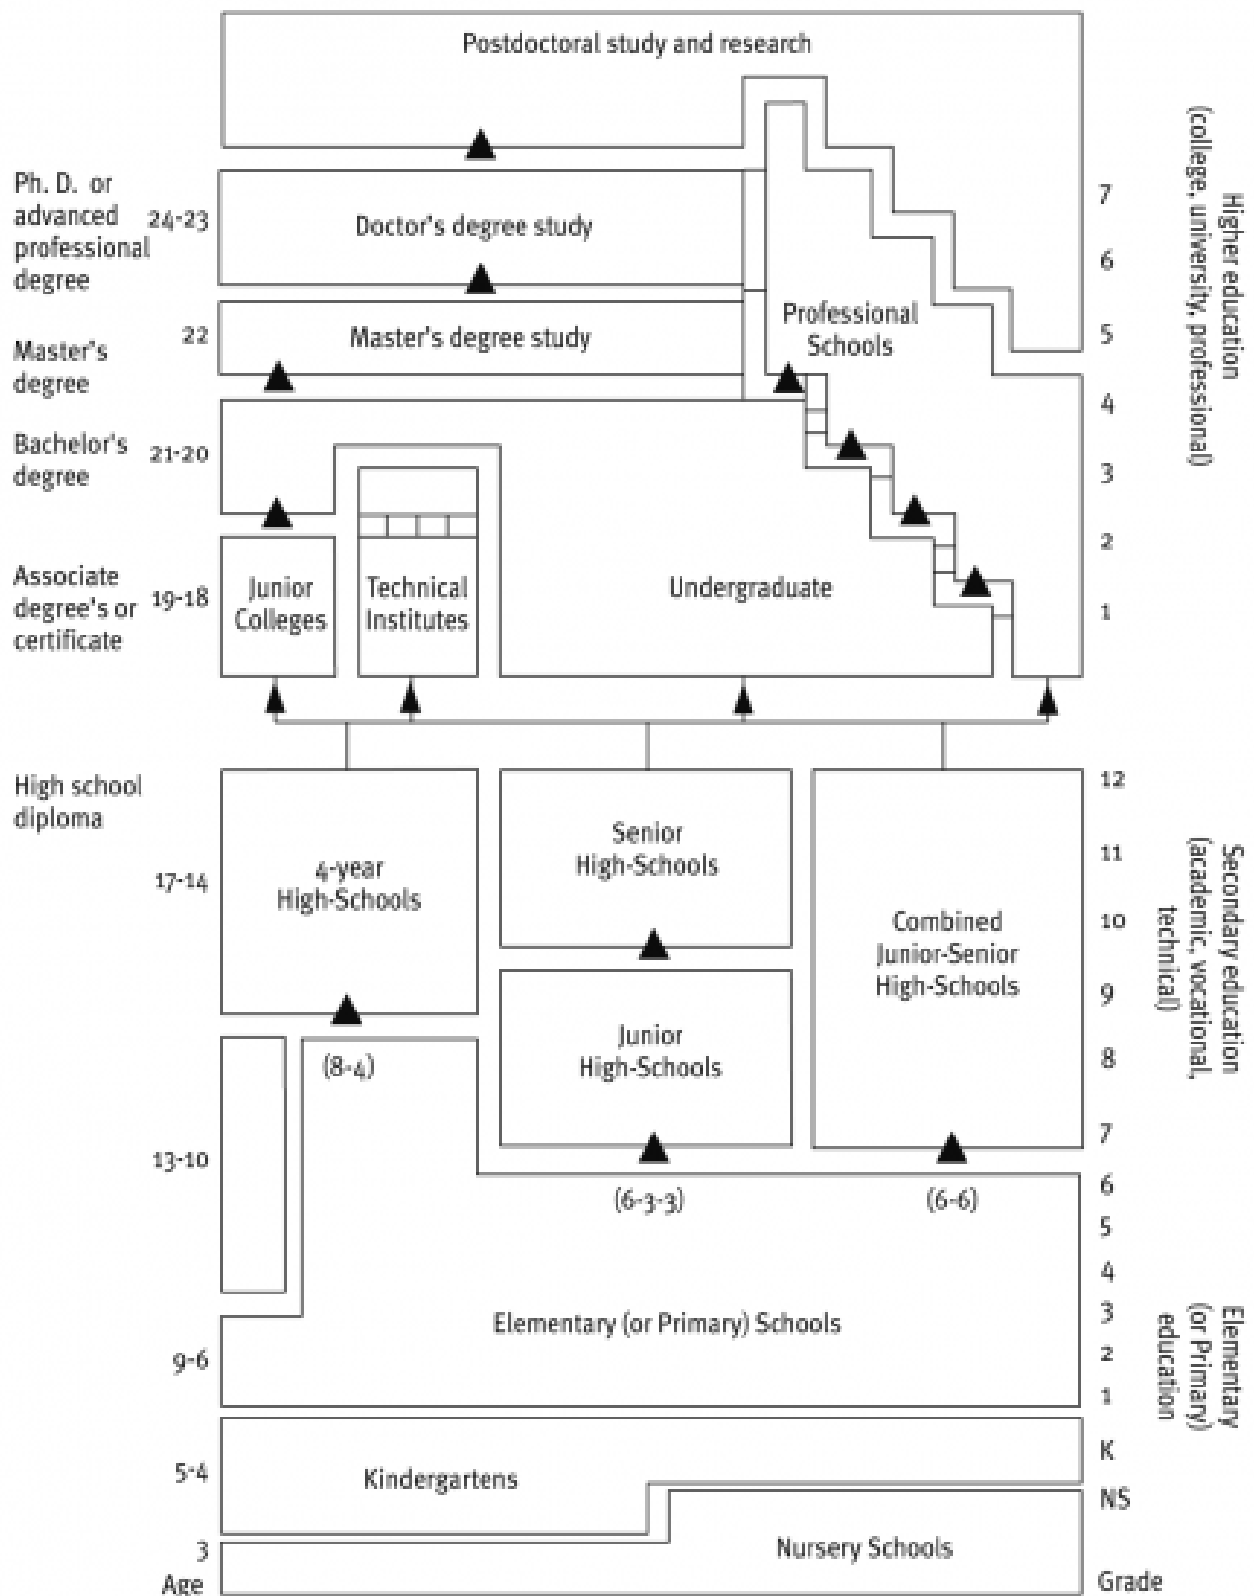 Postdoctoral study and research
Ph. D. or
advanced
professional
degree
24-23
Doctor's degree study
7
6
Higher education
(college, university, professional)
Master's
degree
22
Master's degree study
Professional
Schools
5
4
Bachelor's
degree
21-20
3
2
Associate
degree's or
certificate
19-18
Junior
Colleges
Technical
Institutes
Undergraduate
1
High school
diploma
17-14
4-year
High-Schools
Senior
High-Schools
Combined
Junior-Senior
High-Schools
12
11
10
9
8
7
Secondary education
(academic, vocational,
technical)
Junior
High-Schools
(8-4)
13-10
(6-3-3)
(6-6)
6
5
4
3
2
1
Elementary
(or Primary)
education
Elementary (or Primary) Schools
9-6
5-4
Kindergartens
K
NS
3
Nursery Schools
Age
Grade